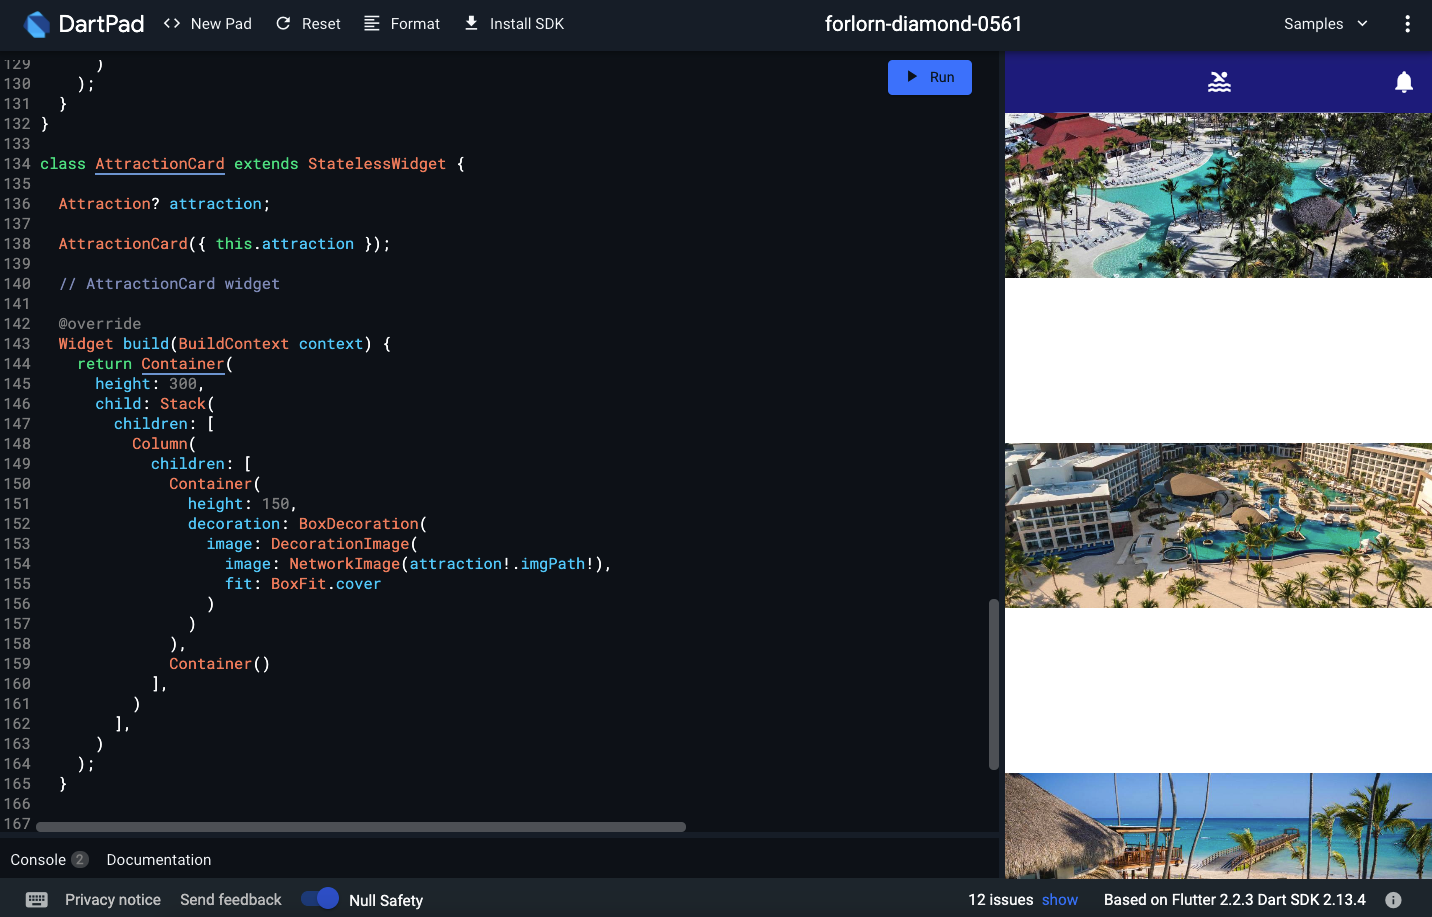 DartPad
<> New Pad
Reset
Format
Install SDK
forlorn-diamond-0561
Samples
129 )
130 );
131 }
132 }
133
134 class AttractionCard extends StatelessWidget {
135
136 Attraction? attraction;
137
138 AttractionCard({ this.attraction });
139
140 // AttractionCard widget
141
142 @override
143 Widget build(BuildContext context) {
144 return Container(
145 height: 300,
146 child: Stack(
147 children: [
148 Column(
149 children: [
150 Container(
151 height: 150,
152 decoration: BoxDecoration(
153 image: DecorationImage(
154 image: NetworkImage(attraction!.imgPath!),
155 fit: BoxFit.cover
156 )
157 )
158 ),
159 Container()
160 ],
161 )
162 ],
163 )
164 );
165 }
166
167
Run
Console 2 Documentation
Privacy notice
Send feedback
Null Safety
12 issues show
Based on Flutter 2.2.3 Dart SDK 2.13.4